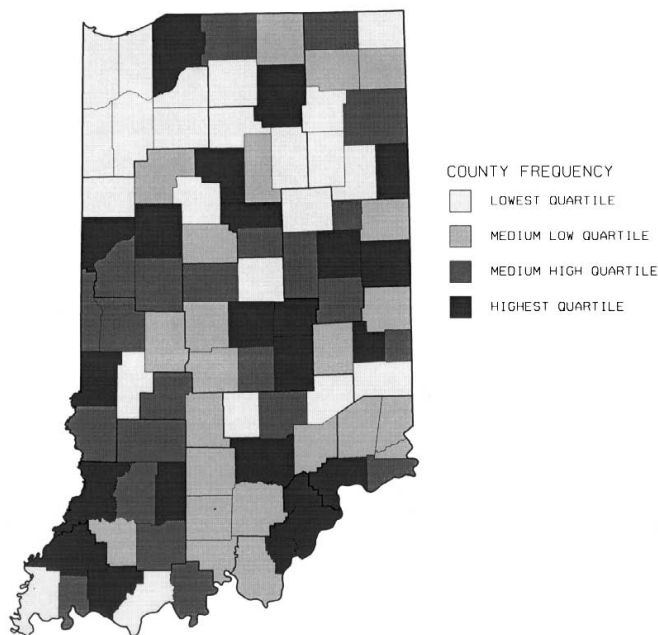 COUNTY FREQUENCY
LOWEST QUARTILE
MEDIUM LOW QUARTILE
MEDIUM HIGH QUARTILE
HIGHEST QUARTILE